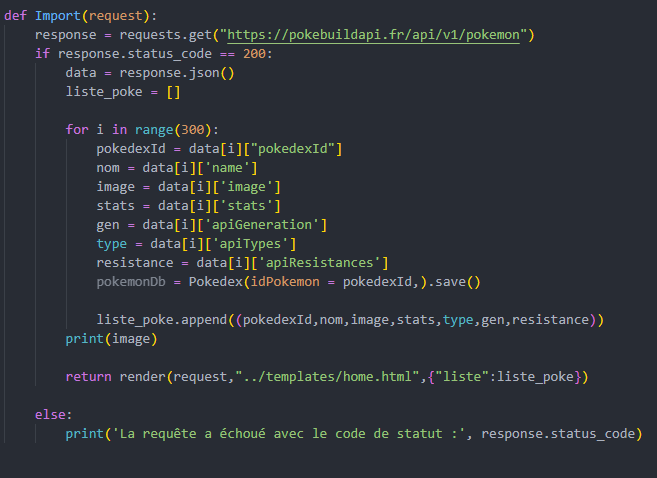 def Import(request):
    response = requests.get("https://pokebuildapi.fr/api/v1/pokemon")
    if response.status_code == 200:
        data = response.json()
        liste_poke = []

        for i in range(300):
            pokedexId = data[i]["pokedexId"]
            nom = data[i]['name']
            image = data[i]['image']
            stats = data[i]['stats']
            gen = data[i]['apiGeneration']
            type = data[i]['apiTypes']
            resistance = data[i]['apiResistances']
            pokemonDb = Pokedex(idPokemon = pokedexId,).save()

            liste_poke.append((pokedexId,nom,image,stats,type,gen,resistance))
        print(image)

        return render(request,"../templates/home.html",{"liste":liste_poke})

    else:
        print('La requête a échoué avec le code de statut :', response.status_code)